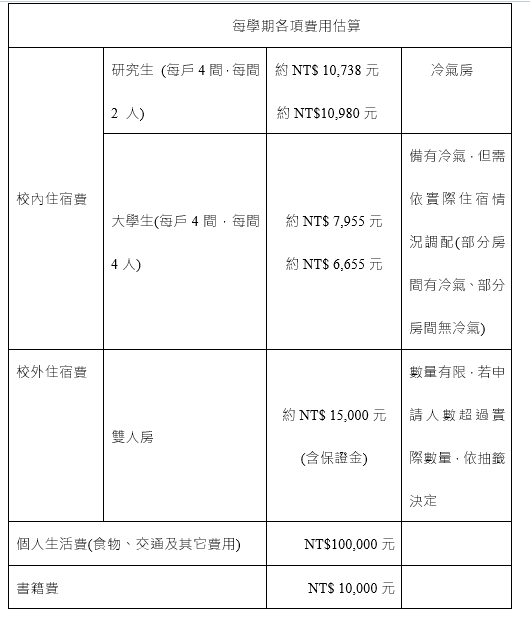 每學期各項費用估算
校內住宿費
研究生 (每戶 4 間，每間
2 人)
約 NT$ 10,738 元
約 NT$10,980 元
冷氣房
大學生(每戶 4 間，每間
4 人)
約 NT$ 7,955 元
約 NT$ 6,655 元
備有冷氣，但需
依實際住宿情
況調配(部分房
間有冷氣、部分
房間無冷氣)
校外住宿費
雙人房
約 NT$ 15,000 元
(含保證金)
數量有限，若申
請人數超過實
際數量，依抽籤
決定
個人生活費(食物、交通及其它費用)
NT$100,000 元
書籍費
NT$ 10,000 元